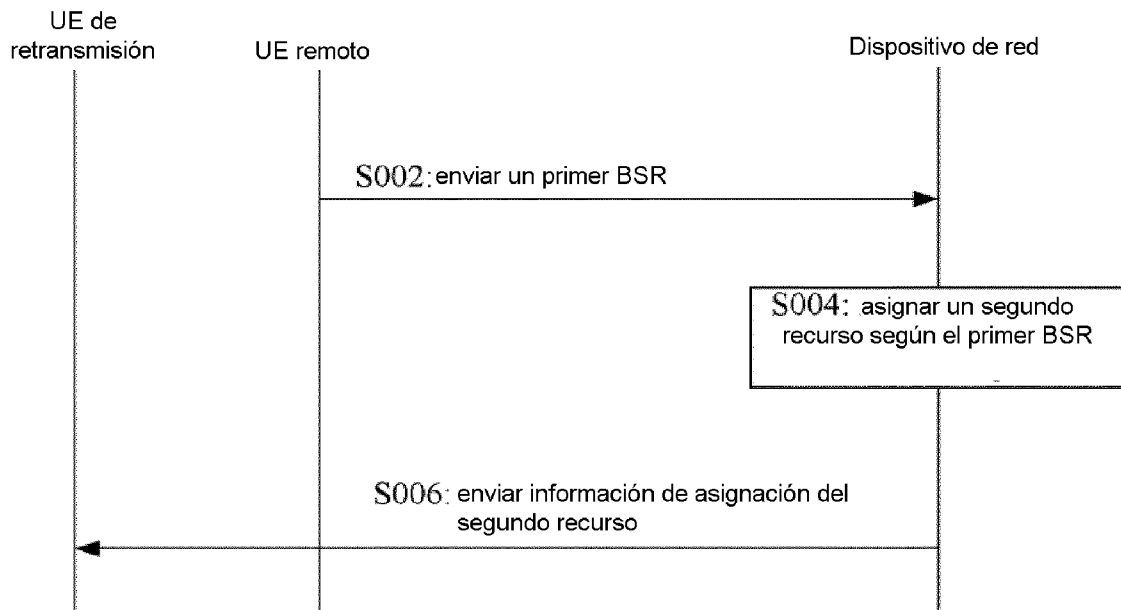 UE de
retransmisión
UE remoto
Dispositivo de red
S002: enviar un primer BSR
S004: asignar un segundo
recurso según el primer BSR
S006: enviar información de asignación del
segundo recurso